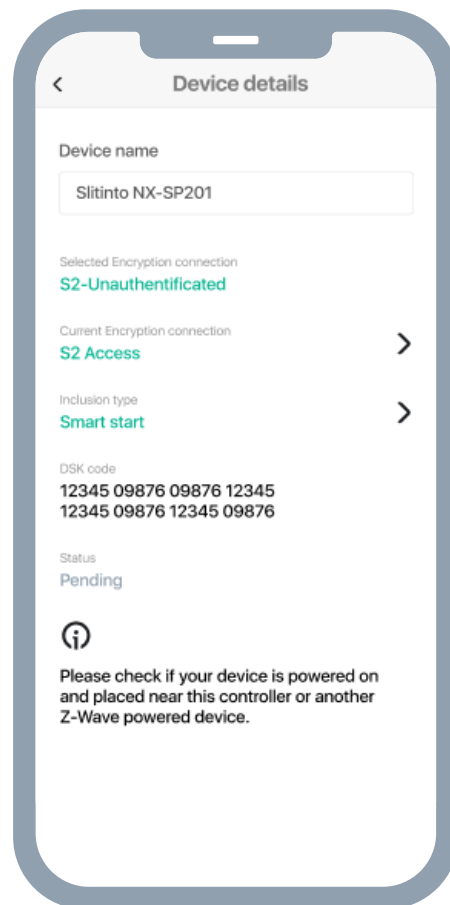 Device details
Device name
Slitinto NX-SP201
Selected Encryption connection
S2-Unauthentificated
Current Encryption connection
S2 Access
Inclusion type
Smart start
DSK code
12345 09876 09876 12345
12345 09876 12345 09876
Status
Pending
Please check if your device is powered on
and placed near this controller or another
Z-Wave powered device.